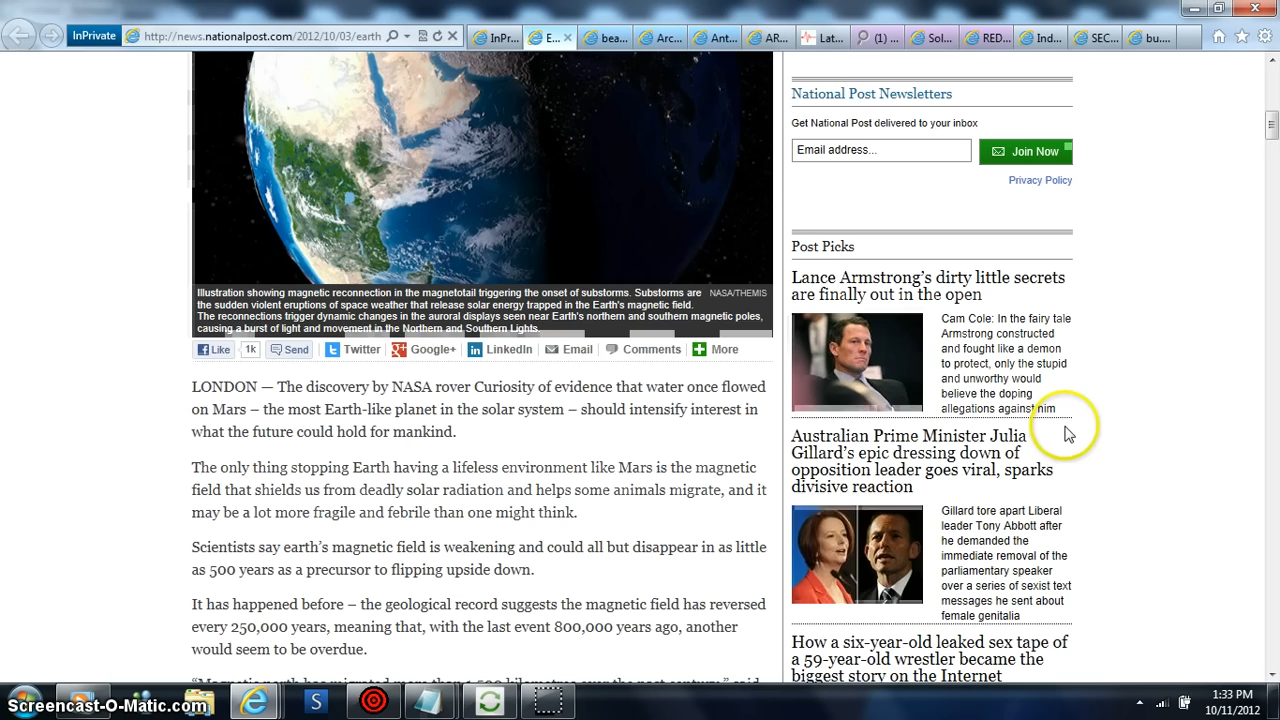 InPrivate
http://news.nationalpost.com/2012/10/03/earth
InPr...
E...
bea...
Arc...
Ant...
AR...
Lat...
(1) ...
Sol...
RED...
Ind...
SEC...
bu...
Illustration showing magnetic reconnection in the magnetotail triggering the onset of substorms. Substorms are
NASA/THEMIS
the sudden violent eruptions of space weather that release solar energy trapped in the Earth's magnetic field.
The reconnections trigger dynamic changes in the auroral displays seen near Earth's northern and southern magnetic poles,
causing a burst of light and movement in the Northern and Southern Lights.
Like 1k Send Twitter Google+ LinkedIn Email Comments More
LONDON — The discovery by NASA rover Curiosity of evidence that water once flowed
on Mars – the most Earth-like planet in the solar system – should intensify interest in
what the future could hold for mankind.
The only thing stopping Earth having a lifeless environment like Mars is the magnetic
field that shields us from deadly solar radiation and helps some animals migrate, and it
may be a lot more fragile and febrile than one might think.
Scientists say earth's magnetic field is weakening and could all but disappear in as little
as 500 years as a precursor to flipping upside down.
It has happened before – the geological record suggests the magnetic field has reversed
every 250,000 years, meaning that, with the last event 800,000 years ago, another
would seem to be overdue.
National Post Newsletters
Get National Post delivered to your inbox
Email address...
Join Now
Privacy Policy
Post Picks
Lance Armstrong's dirty little secrets
are finally out in the open
Cam Cole: In the fairy tale
Armstrong constructed
and fought like a demon
to protect, only the stupid
and unworthy would
believe the doping
allegations against him
Australian Prime Minister Julia
Gillard's epic dressing down of
opposition leader goes viral, sparks
divisive reaction
Gillard tore apart Liberal
leader Tony Abbott after
he demanded the
immediate removal of the
parliamentary speaker
over a series of sexist text
messages he sent about
female genitalia
How a six-year-old leaked sex tape of
a 59-year-old wrestler became the
biggest story on the Internet
S
1:33 PM
10/11/2012
Screencast-O-Matic.com